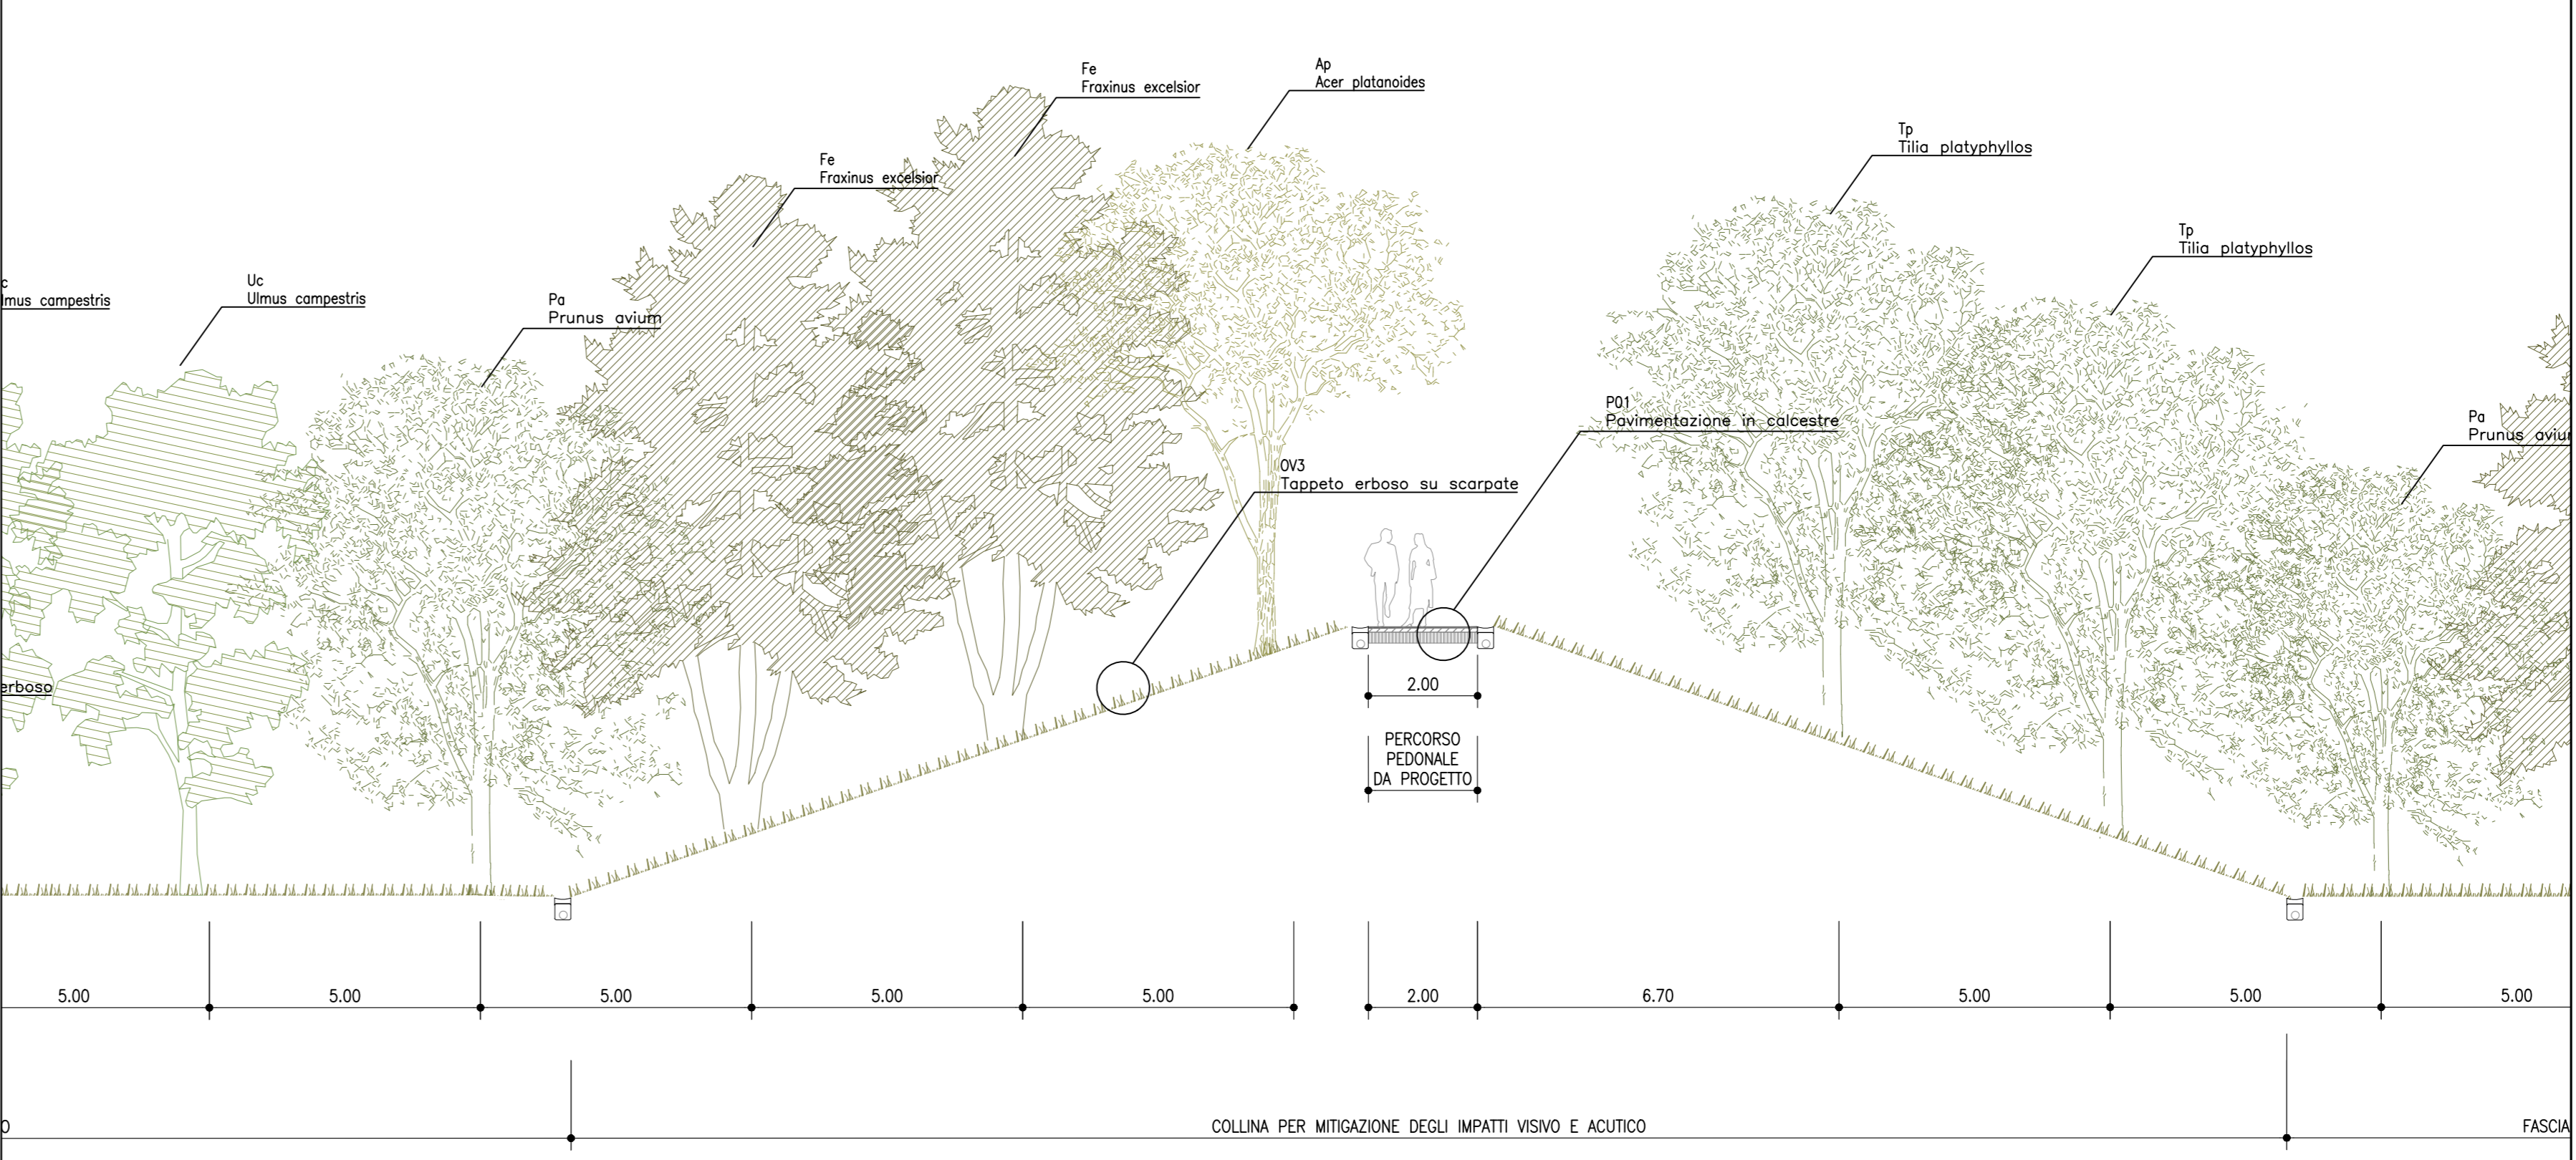 Fe
Fraxinus excelsior
Ap
Acer platanoides
Tp
Tilia platyphyllos
Fe
Fraxinus excelsior
Tp
Tilia platyphyllos
c
lmus campestris
Uc
Ulmus campestris
Pa
Prunus avium
P01
Pavimentazione in calcestre
Pa
Prunus aviu
OV3
Tappeto erboso su scarpate
erboso
2.00
PERCORSO
PEDONALE
DA PROGETTO
5.00 5.00 5.00 5.00 5.00 2.00 6.70 5.00 5.00 5.00
O COLLINA PER MITIGAZIONE DEGLI IMPATTI VISIVO E ACUTICO FASCIA